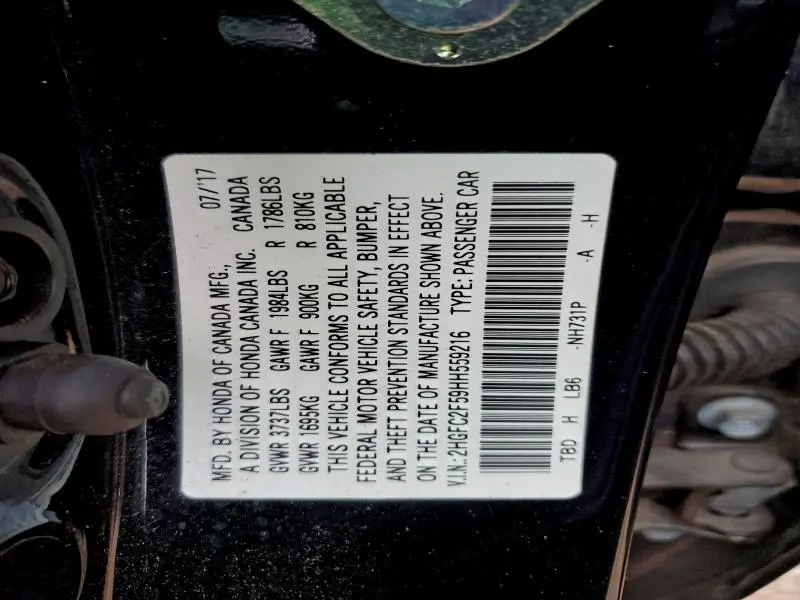 MFD. BY HONDA OF CANADA MFG., 07/'17
A DIVISION OF HONDA CANADA INC. CANADA
GVWR 3737LBS GAWR F 1984LBS R 1786LBS
GVWR 1695KG GAWR F 900KG R 810KG
THIS VEHICLE CONFORMS TO ALL APPLICABLE
FEDERAL MOTOR VEHICLE SAFETY, BUMPER,
AND THEFT PREVENTION STANDARDS IN EFFECT
ON THE DATE OF MANUFACTURE SHOWN ABOVE.
V.I.N.: 2HGFC2F59HH559216 TYPE: PASSENGER CAR
TBD H LB6 -NH731P -A -H